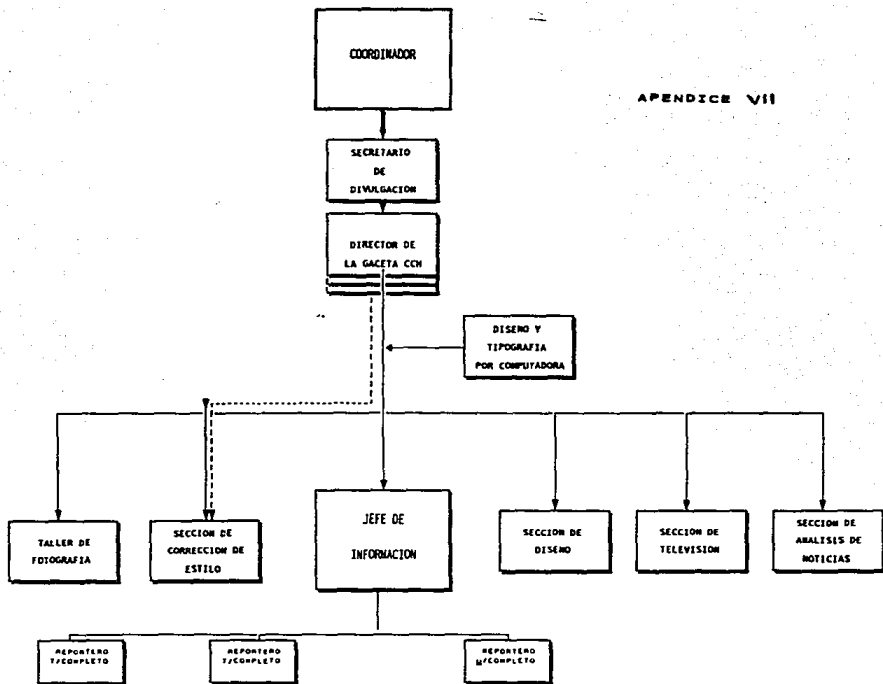 COORDINADOR
APENDICE VII
SECRETARIO
DE
DIVULGACION
DIRECTOR DE
LA GACETA CCH
DISENO Y
TIPOGRAFIA
POR COMPUTADORA
TALLER DE
FOTOGRAFIA
SECCION DE
CORRECCION DE
ESTILO
JEFE DE
INFORMACION
SECCION DE
DISENO
SECCION DE
TELEVISION
SECCION DE
ANALISIS DE
NOTICIAS
REPORTERO
T/COMPLETO
REPORTERO
T/COMPLETO
REPORTERO
M/COMPLETO